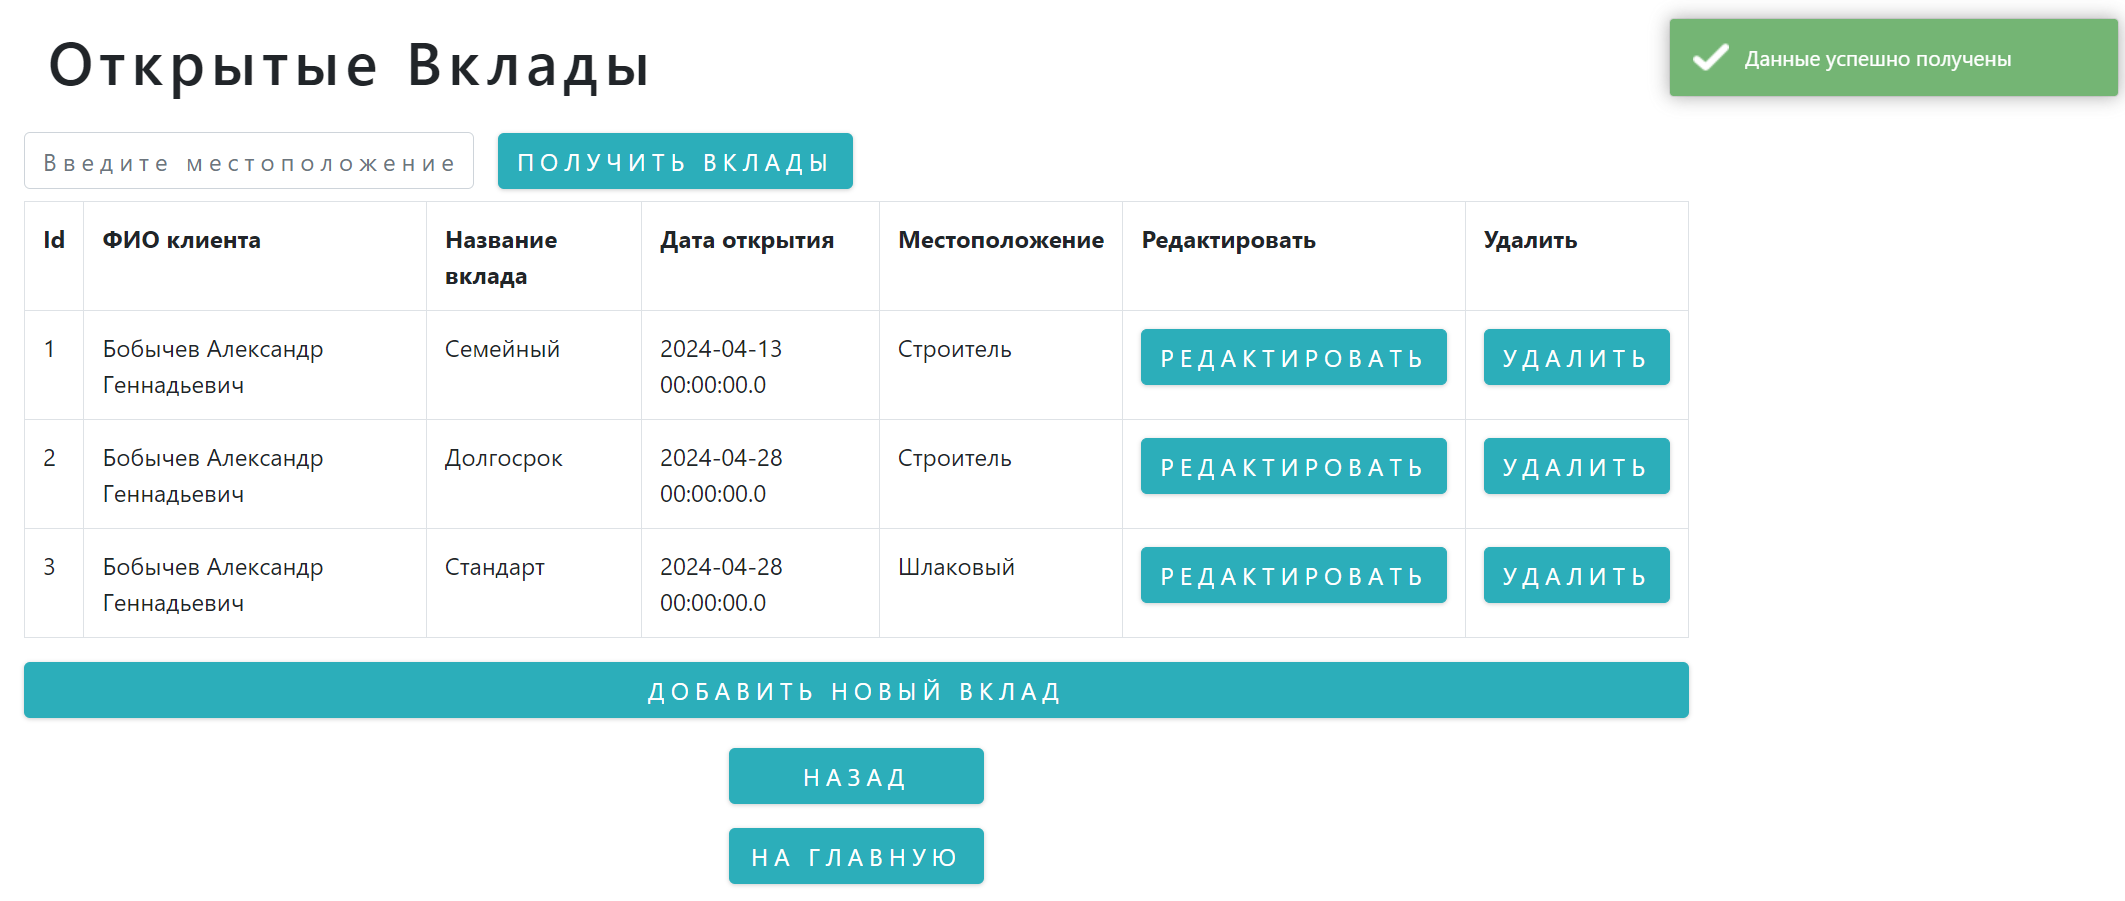 Открытые Вклады
Данные успешно получены
Введите местоположение
ПОЛУЧИТЬ ВКЛАДЫ
Id ФИО клиента Название вклада Дата открытия Местоположение Редактировать Удалить
1 Бобычев Александр Геннадьевич Семейный 2024-04-13 00:00:00.0 Строитель РЕДАКТИРОВАТЬ УДАЛИТЬ
2 Бобычев Александр Геннадьевич Долгосрок 2024-04-28 00:00:00.0 Строитель РЕДАКТИРОВАТЬ УДАЛИТЬ
3 Бобычев Александр Геннадьевич Стандарт 2024-04-28 00:00:00.0 Шлаковый РЕДАКТИРОВАТЬ УДАЛИТЬ
ДОБАВИТЬ НОВЫЙ ВКЛАД
НАЗАД
НА ГЛАВНУЮ